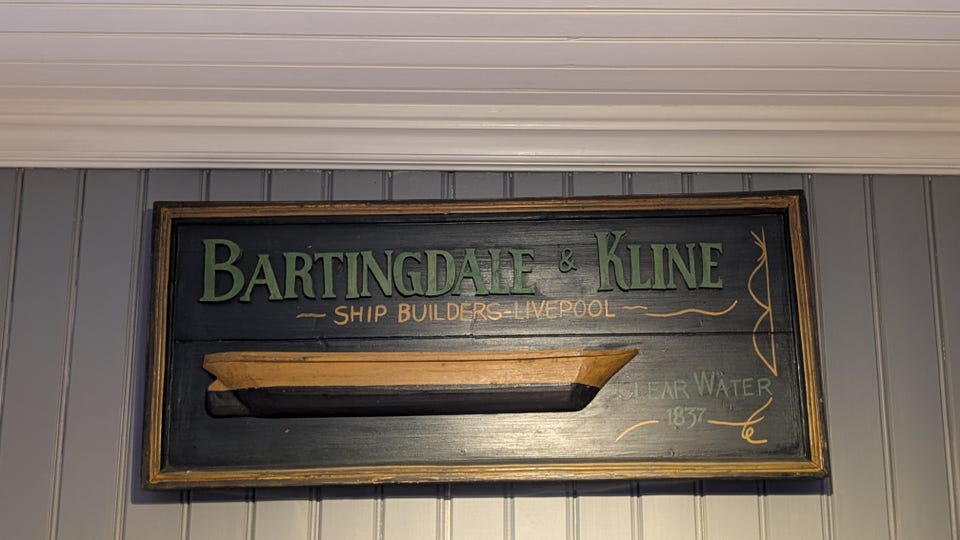 BARTINGDALE & KLINE
~ SHIP BUILDERS-LIVEPOOL ~
CLEAR WATER
1837